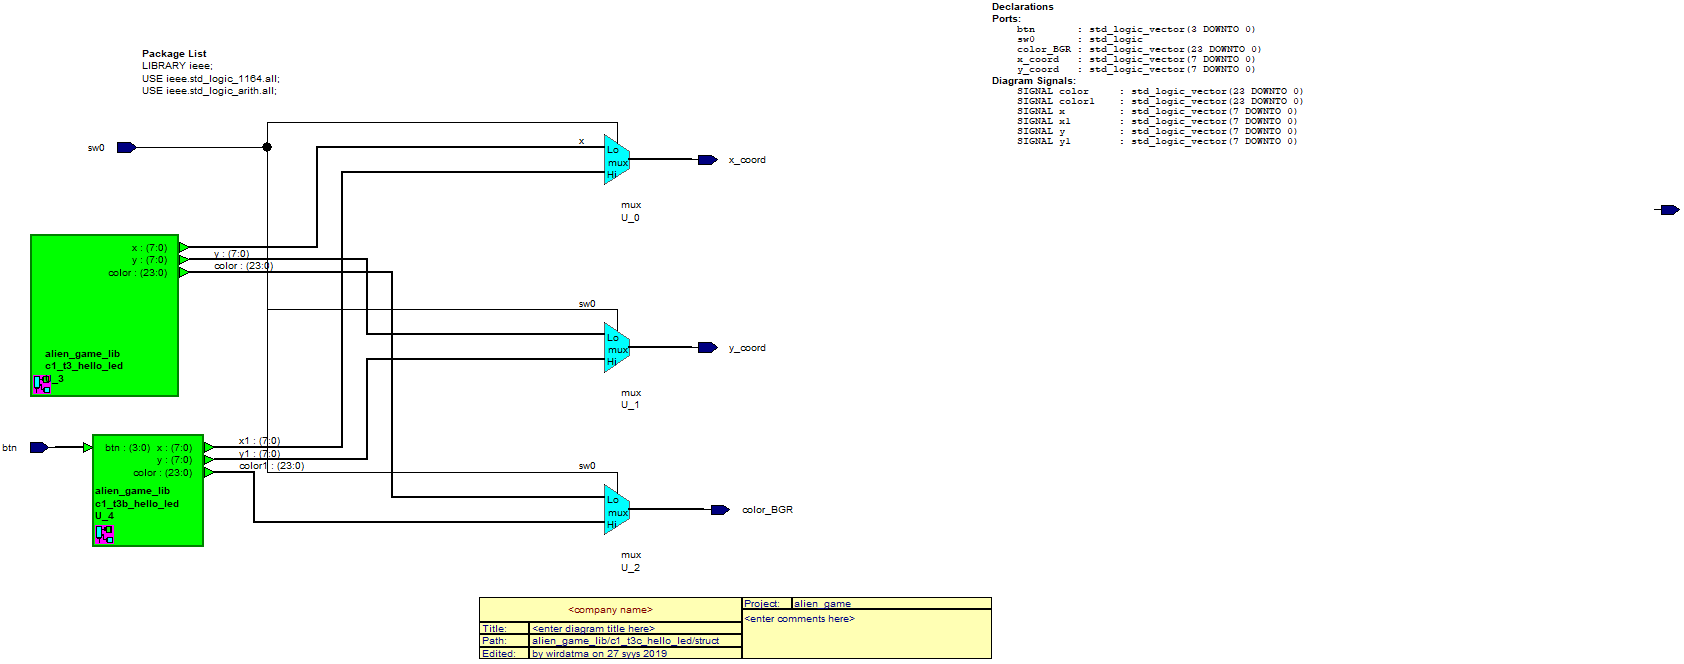 Declarations
Ports:
btn : std_logic_vector(3 DOWNTO 0)
sw0 : std_logic
color_BGR : std_logic_vector(23 DOWNTO 0)
x_coord : std_logic_vector(7 DOWNTO 0)
y_coord : std_logic_vector(7 DOWNTO 0)
Diagram Signals:
SIGNAL color : std_logic_vector(23 DOWNTO 0)
SIGNAL color1 : std_logic_vector(23 DOWNTO 0)
SIGNAL x : std_logic_vector(7 DOWNTO 0)
SIGNAL x1 : std_logic_vector(7 DOWNTO 0)
SIGNAL y : std_logic_vector(7 DOWNTO 0)
SIGNAL y1 : std_logic_vector(7 DOWNTO 0)
Package List
LIBRARY ieee;
USE ieee.std_logic_1164.all;
USE ieee.std_logic_arith.all;
sw0
x
Lo
mux
Hi
x_coord
mux
U_0
x : (7:0)
y : (7:0)
color : (23:0)
y : (7:0)
color : (23:0)
alien_game_lib
c1_t3_hello_led
U_3
sw0
Lo
mux
Hi
y_coord
mux
U_1
btn
btn : (3:0) x : (7:0)
y : (7:0)
color : (23:0)
x1 : (7:0)
y1 : (7:0)
color1 : (23:0)
alien_game_lib
c1_t3b_hello_led
U_4
sw0
Lo
mux
Hi
color_BGR
mux
U_2
<company name>
Project: alien_game
<enter comments here>
Title: <enter diagram title here>
Path: alien_game_lib/c1_t3c_hello_led/struct
Edited: by wirdatma on 27 syys 2019